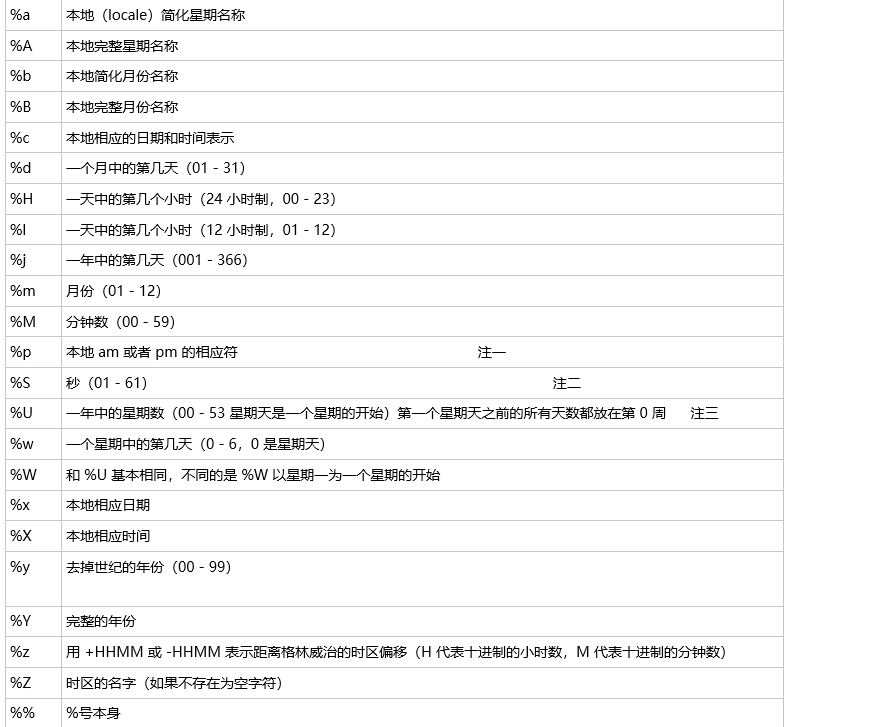 %a 本地（locale）简化星期名称
%A 本地完整星期名称
%b 本地简化月份名称
%B 本地完整月份名称
%c 本地相应的日期和时间表示
%d 一个月中的第几天（01 - 31）
%H 一天中的第几个小时（24 小时制，00 - 23）
%I 一天中的第几个小时（12 小时制，01 - 12）
%j 一年中的第几天（001 - 366）
%m 月份（01 - 12）
%M 分钟数（00 - 59）
%p 本地 am 或者 pm 的相应符 注一
%S 秒（01 - 61） 注二
%U 一年中的星期数（00 - 53 星期天是一个星期的开始）第一个星期天之前的所有天数都放在第 0 周 注三
%w 一个星期中的第几天（0 - 6，0 是星期天）
%W 和 %U 基本相同，不同的是 %W 以星期一为一个星期的开始
%x 本地相应日期
%X 本地相应时间
%y 去掉世纪的年份（00 - 99）
%Y 完整的年份
%z 用 +HHMM 或 -HHMM 表示距离格林威治的时区偏移（H 代表十进制的小时数，M 代表十进制的分钟数）
%Z 时区的名字（如果不存在为空字符）
%% %号本身